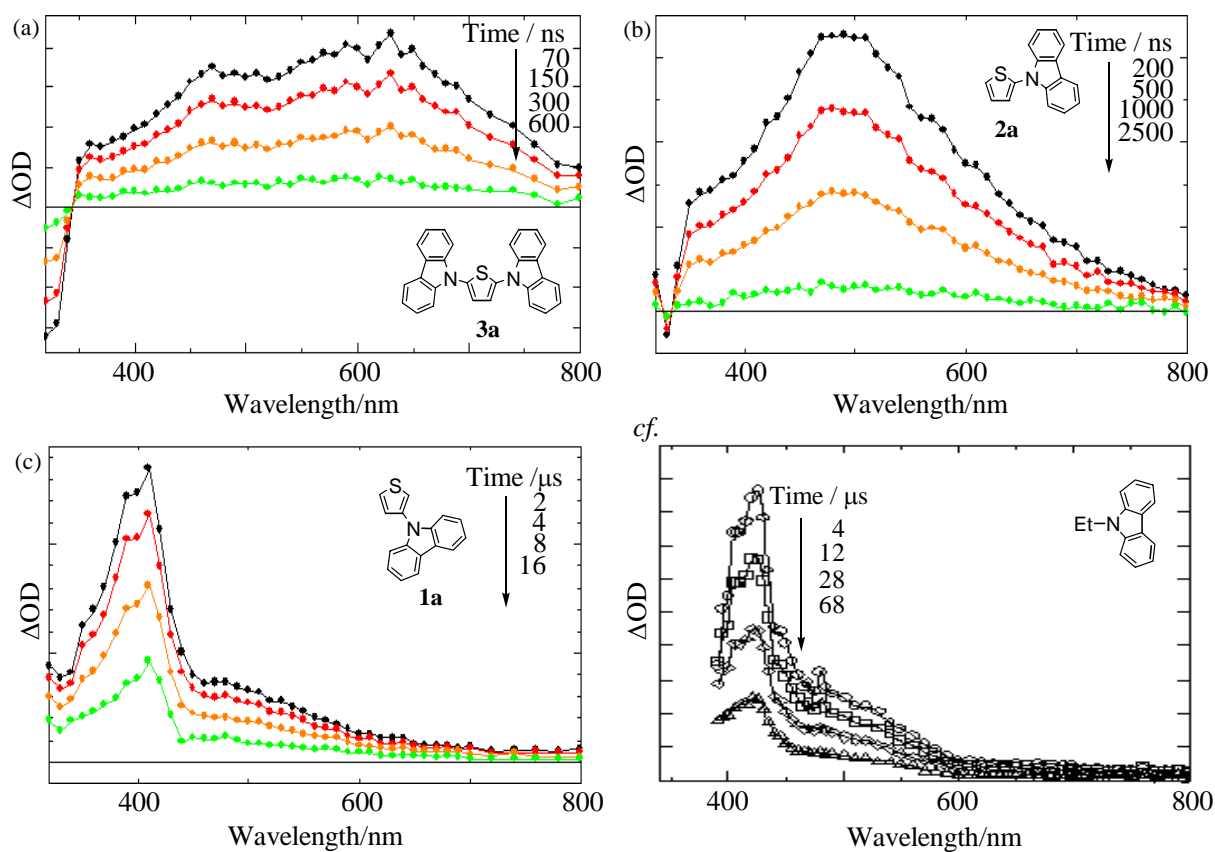 (a)
Time / ns
70
150
300
600
ΔOD
S
N
N
3a
400
600
800
Wavelength/nm
(b)
Time / ns
200
500
1000
2500
S
N
2a
ΔOD
400
600
800
Wavelength/nm
(c)
Time /μs
2
4
8
16
S
N
1a
ΔOD
400
600
800
Wavelength/nm
cf.
Time / μs
4
12
28
68
Et
N
ΔOD
400
600
800
Wavelength/nm